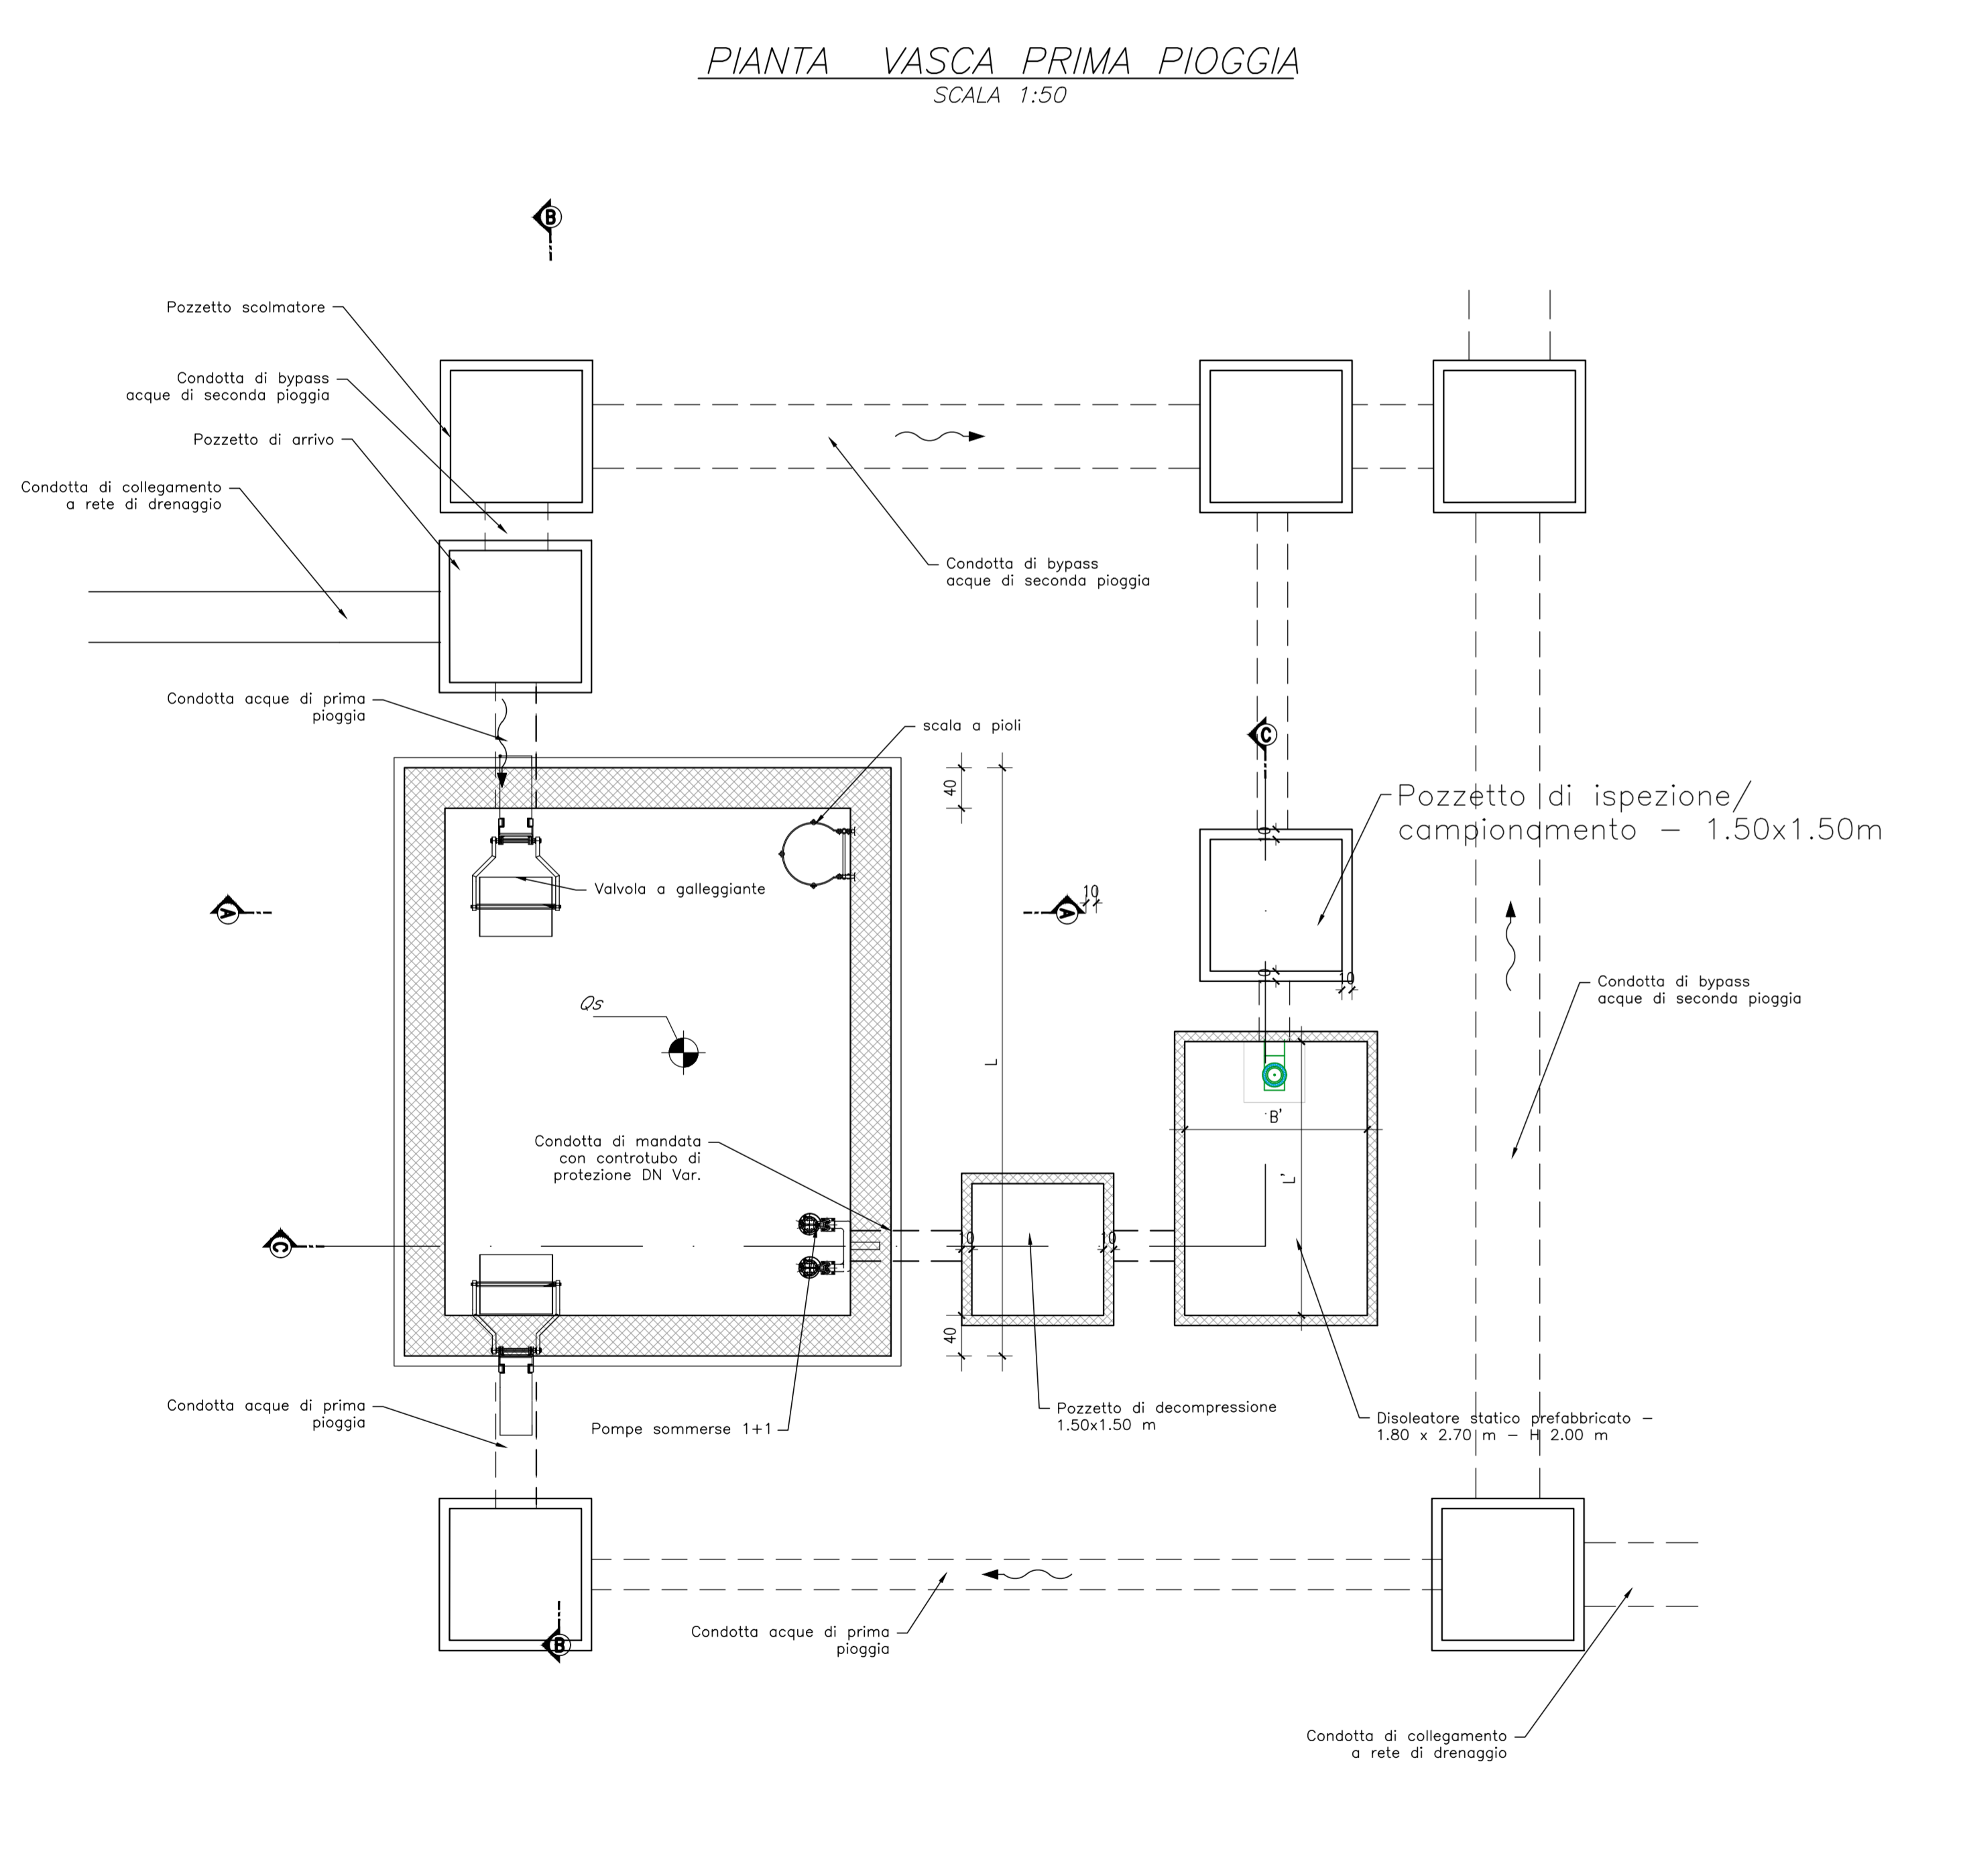 PIANTA VASCA PRIMA PIOGGIA
SCALA 1:50
B
Pozzetto scolmatore
Condotta di bypass
acque di seconda pioggia
Pozzetto di arrivo
Condotta di collegamento
a rete di drenaggio
Condotta di bypass
acque di seconda pioggia
Condotta acque di prima
pioggia
scala a pioli
C
40
Pozzetto di ispezione/
campionamento - 1.50x1.50m
10
Valvola a galleggiante
A
A
10
10
10
Condotta di bypass
acque di seconda pioggia
Qs
L
B'
Condotta di mandata
con controtubo di
protezione DN Var.
L'
C
10
10
40
Condotta acque di prima
pioggia
Pompe sommerse 1+1
Pozzetto di decompressione
1.50x1.50 m
Disoleatore statico prefabbricato -
1.80 x 2.70 m - H 2.00 m
Condotta acque di prima
pioggia
B
Condotta di collegamento
a rete di drenaggio